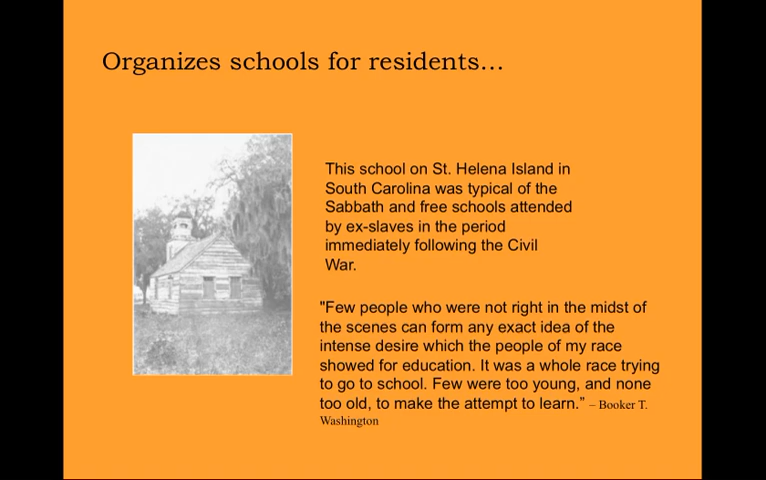 Organizes schools for residents…
This school on St. Helena Island in
South Carolina was typical of the
Sabbath and free schools attended
by ex-slaves in the period
immediately following the Civil
War.
"Few people who were not right in the midst of
the scenes can form any exact idea of the
intense desire which the people of my race
showed for education. It was a whole race trying
to go to school. Few were too young, and none
too old, to make the attempt to learn.” – Booker T.
Washington